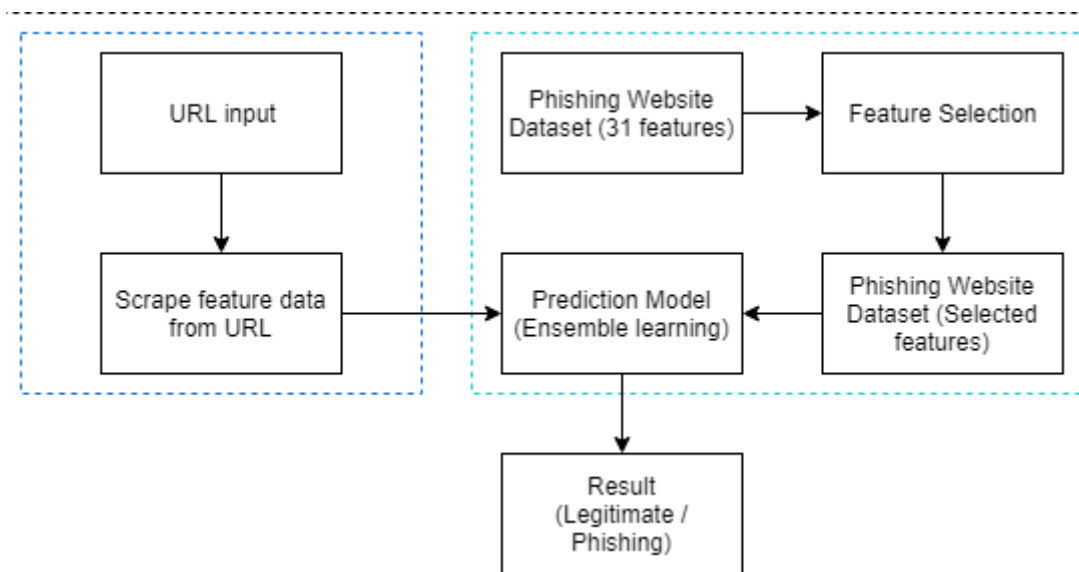 URL input
Phishing Website
Dataset (31 features)
Feature Selection
Scrape feature data
from URL
Prediction Model
(Ensemble learning)
Phishing Website
Dataset (Selected
features)
Result
(Legitimate /
Phishing)